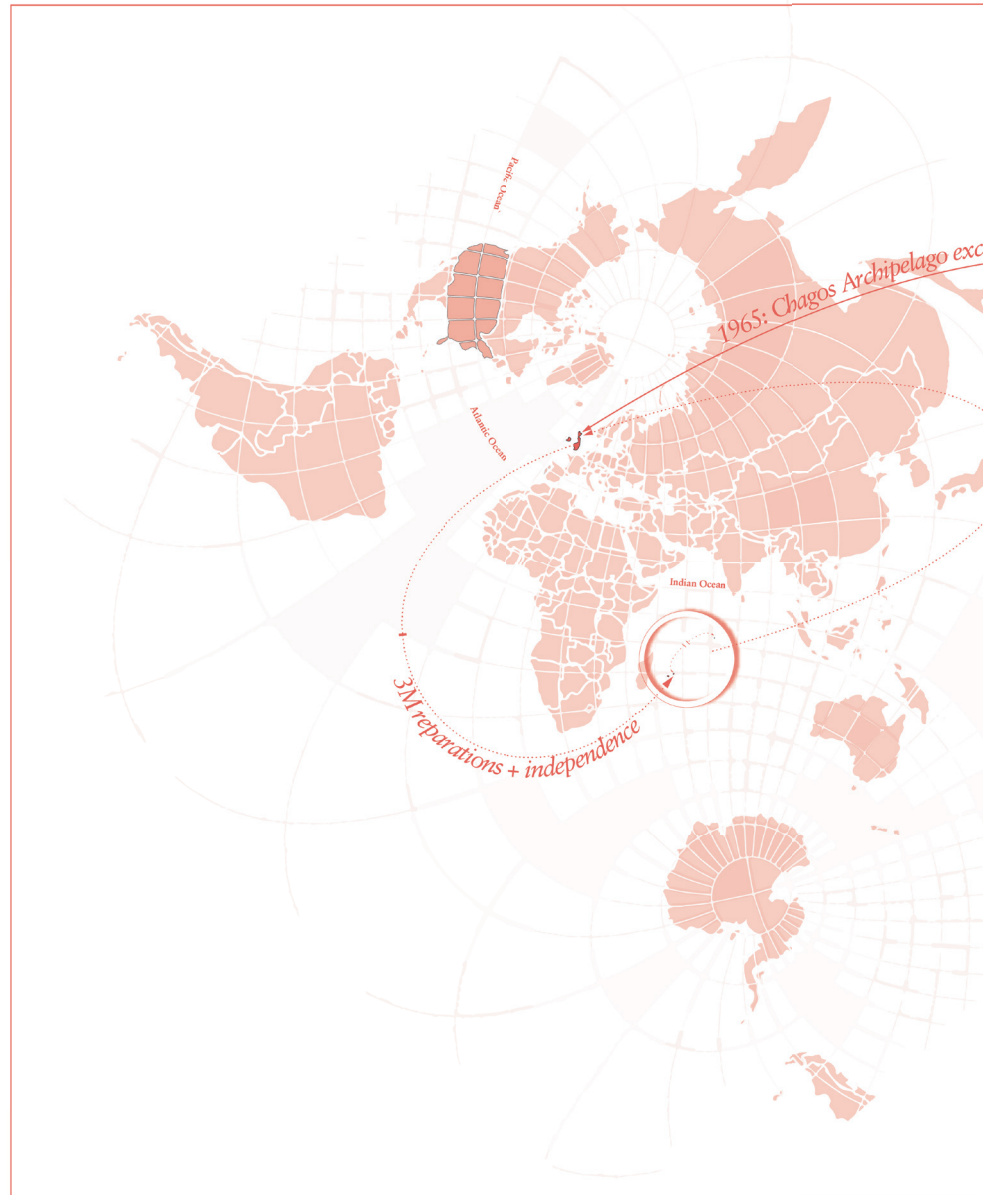 Pacific Ocean
1965: Chagos Archipelago exc
Atlantic Ocean
Indian Ocean
3M reparations + independence